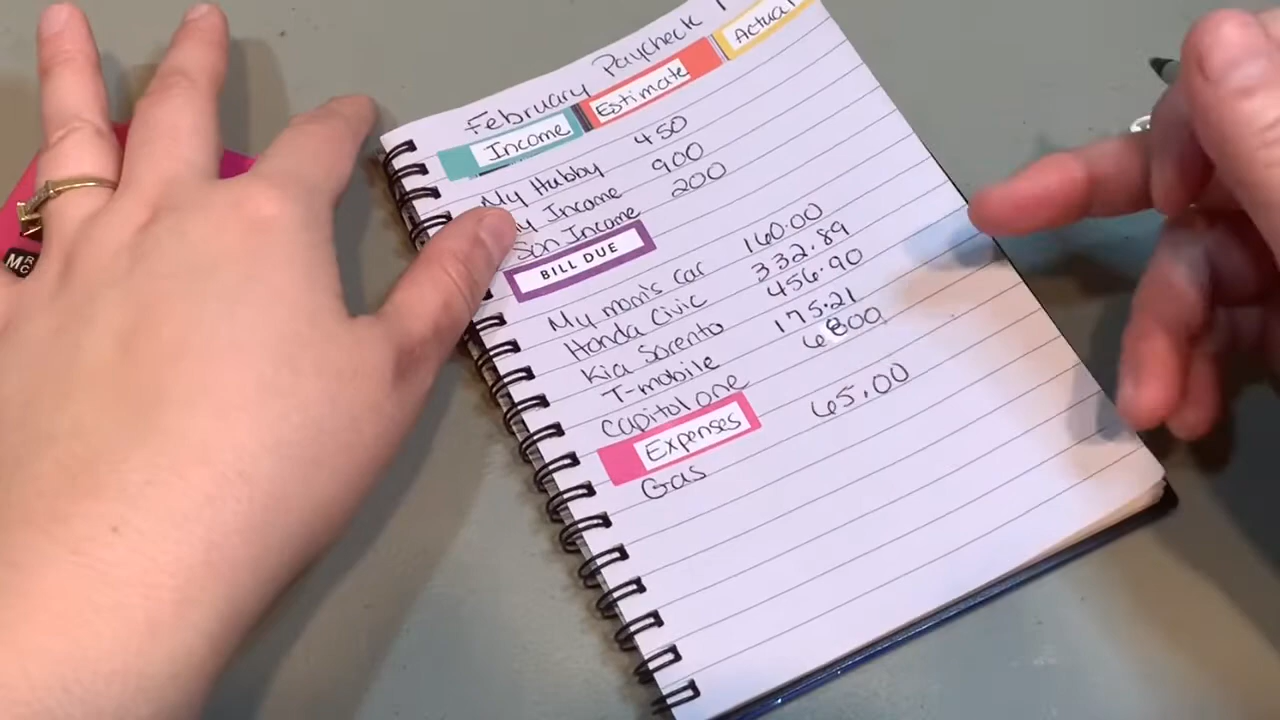 February Paycheck 1
Income Estimate Actual
My Hubby 450
My Income 900
Son Income 200
BILL DUE
My mom's car 160.00
Honda Civic 332.89
Kia Sorento 456.90
T-mobile 175.21
Capitol one
Expenses
Gas 65.00